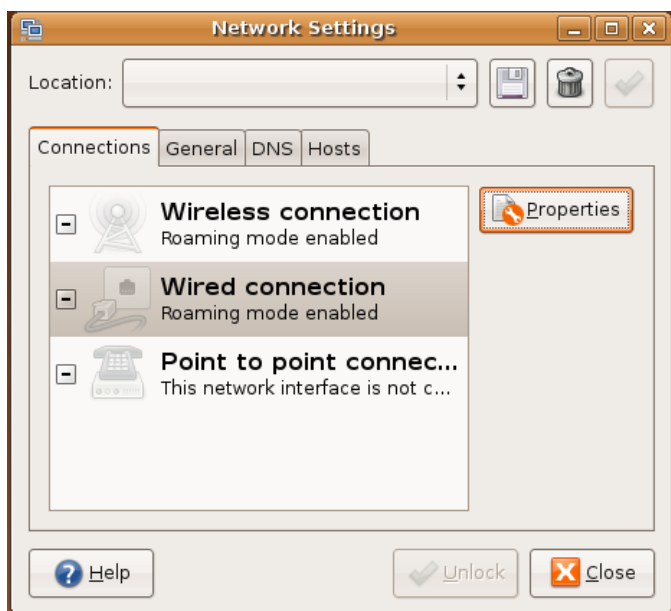 Network Settings
Location:
Connections General DNS Hosts
Wireless connection
Roaming mode enabled
Properties
Wired connection
Roaming mode enabled
Point to point connec...
This network interface is not c...
Help Unlock Close